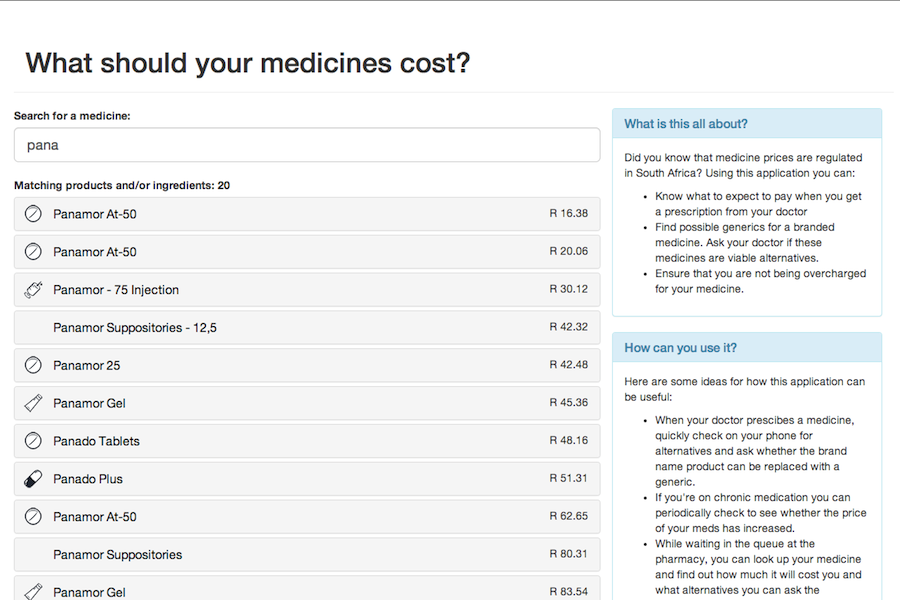 What should your medicines cost?
Search for a medicine:
pana
Matching products and/or ingredients: 20
Panamor At-50 R 16.38
Panamor At-50 R 20.06
Panamor - 75 Injection R 30.12
Panamor Suppositories - 12,5 R 42.32
Panamor 25 R 42.48
Panamor Gel R 45.36
Panado Tablets R 48.16
Panado Plus R 51.31
Panamor At-50 R 62.65
Panamor Suppositories R 80.31
Panamor Gel R 83.54
What is this all about?
Did you know that medicine prices are regulated
in South Africa? Using this application you can:
• Know what to expect to pay when you get
a prescription from your doctor
• Find possible generics for a branded
medicine. Ask your doctor if these
medicines are viable alternatives.
• Ensure that you are not being overcharged
for your medicine.
How can you use it?
Here are some ideas for how this application can
be useful:
• When your doctor prescibes a medicine,
quickly check on your phone for
alternatives and ask whether the brand
name product can be replaced with a
generic.
• If you're on chronic medication you can
periodically check to see whether the price
of your meds has increased.
• While waiting in the queue at the
pharmacy, you can look up your medicine
and find out how much it will cost you and
what alternatives you can ask the